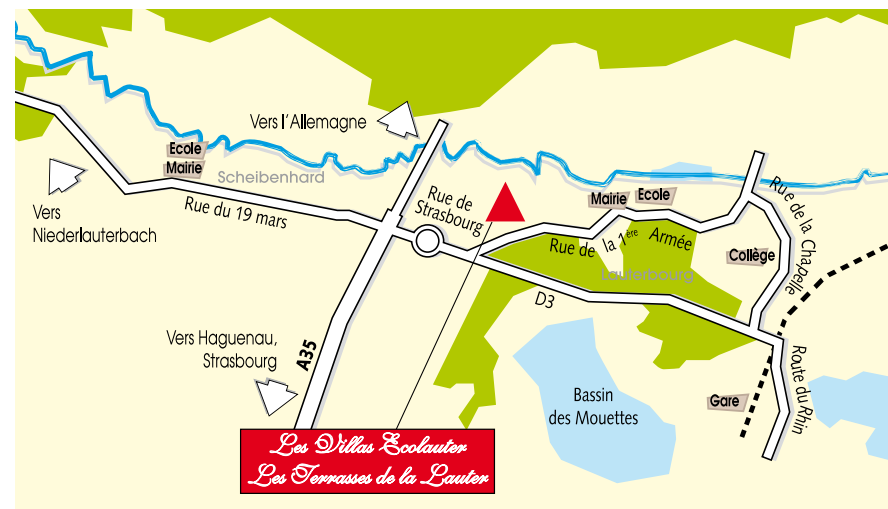 Vers l'Allemagne
Ecole
Mairie
Scheibenhard
Rue du 19 mars
Vers
Niederlauterbach
Rue de
Strasbourg
Mairie
Ecole
Rue de la 1ère Armée
Lauterbourg
Rue de la Chapelle
Collège
D3
Vers Haguenau,
Strasbourg
A35
Route du Rhin
Gare
Bassin
des Mouettes
Les Villas Ecolauter
Les Terrasses de la Lauter